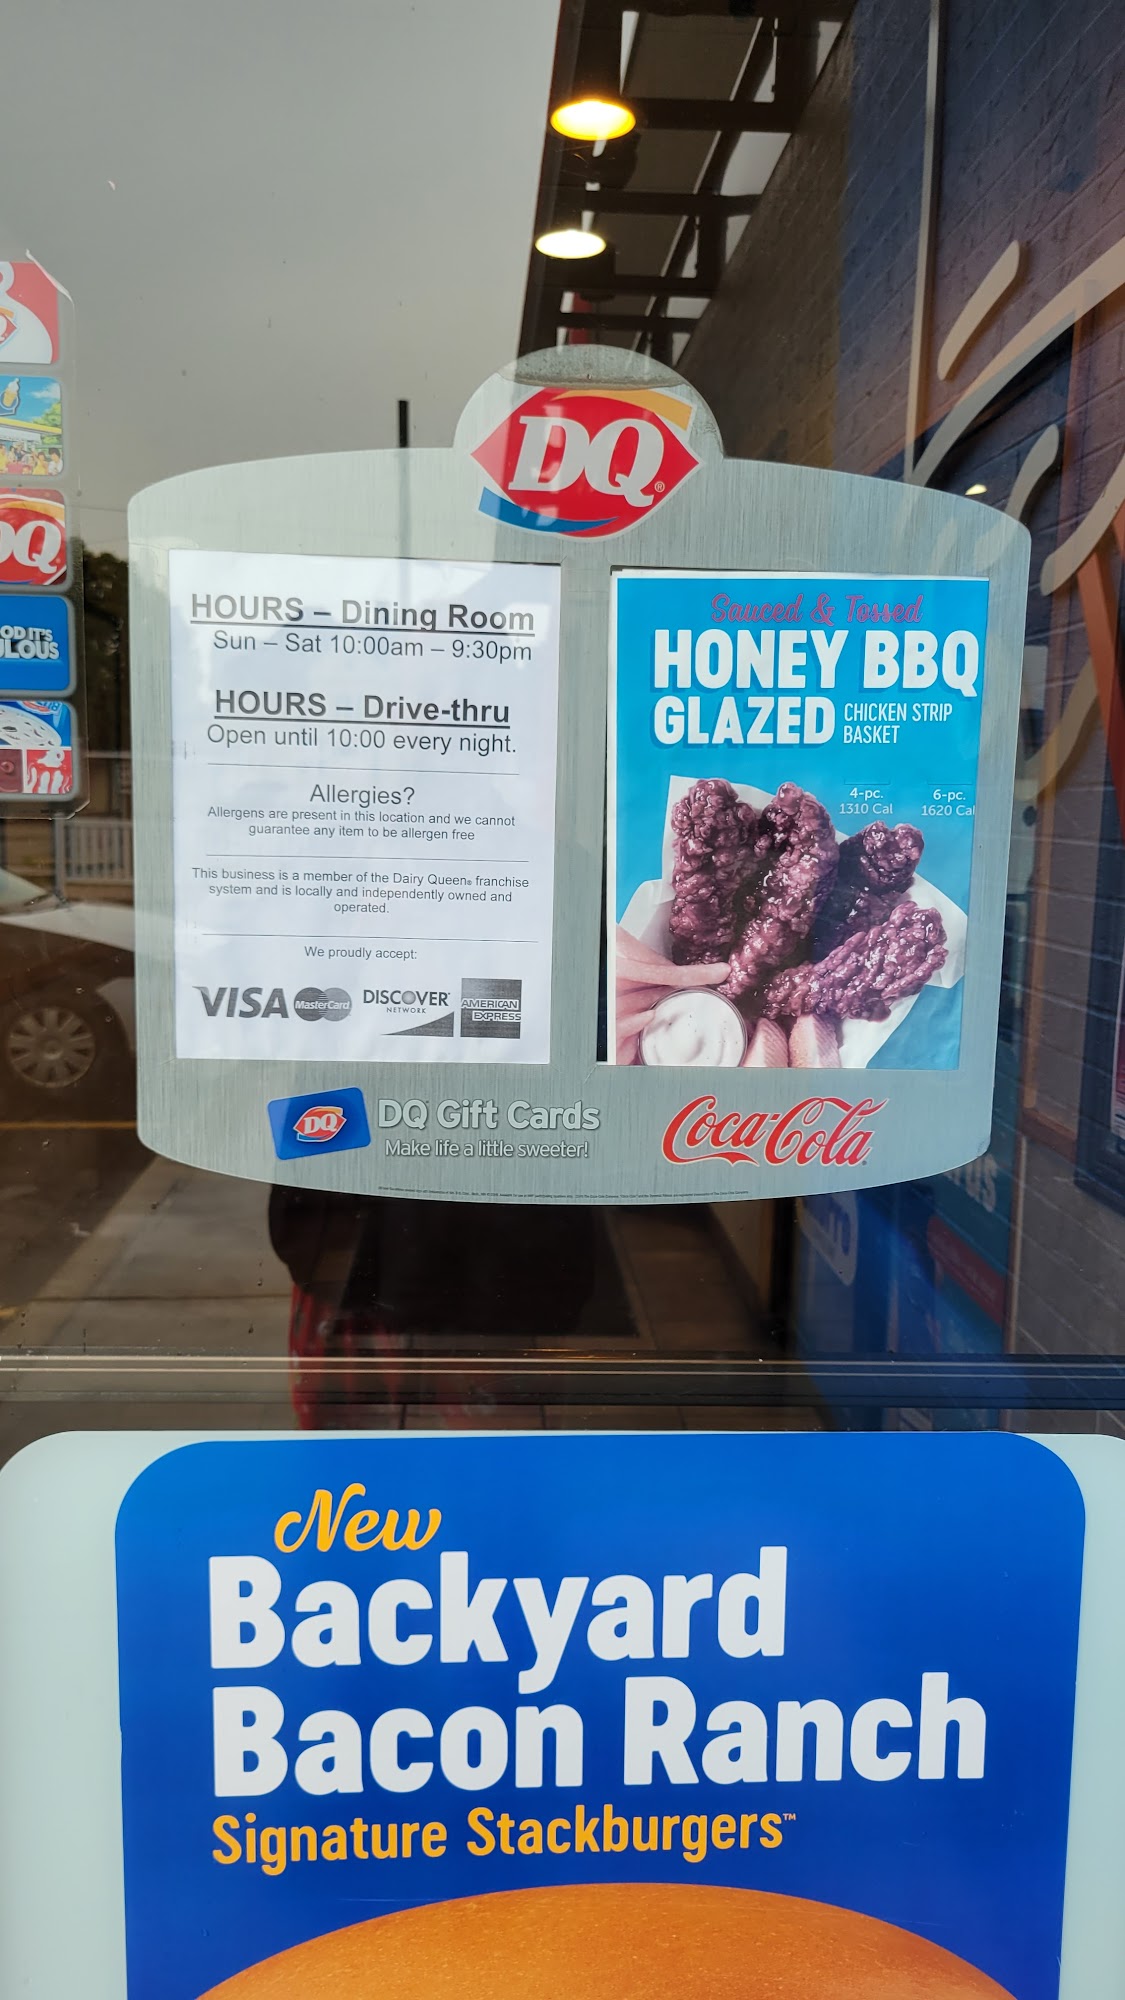 DQ
HOURS – Dining Room
Sun – Sat 10:00am – 9:30pm
HOURS – Drive-thru
Open until 10:00 every night.
Allergies?
Allergens are present in this location and we cannot
guarantee any item to be allergen free
This business is a member of the Dairy Queen® franchise
system and is locally and independently owned and
operated.
We proudly accept:
VISA MasterCard DISCOVER NETWORK AMERICAN EXPRESS
Sauced & Tossed
HONEY BBQ
GLAZED CHICKEN STRIP
BASKET
4-pc. 6-pc.
1310 Cal 1620 Cal
DQ
DQ Gift Cards
Make life a little sweeter!
Coca-Cola
DQ
New
Backyard
Bacon Ranch
Signature Stackburgers™